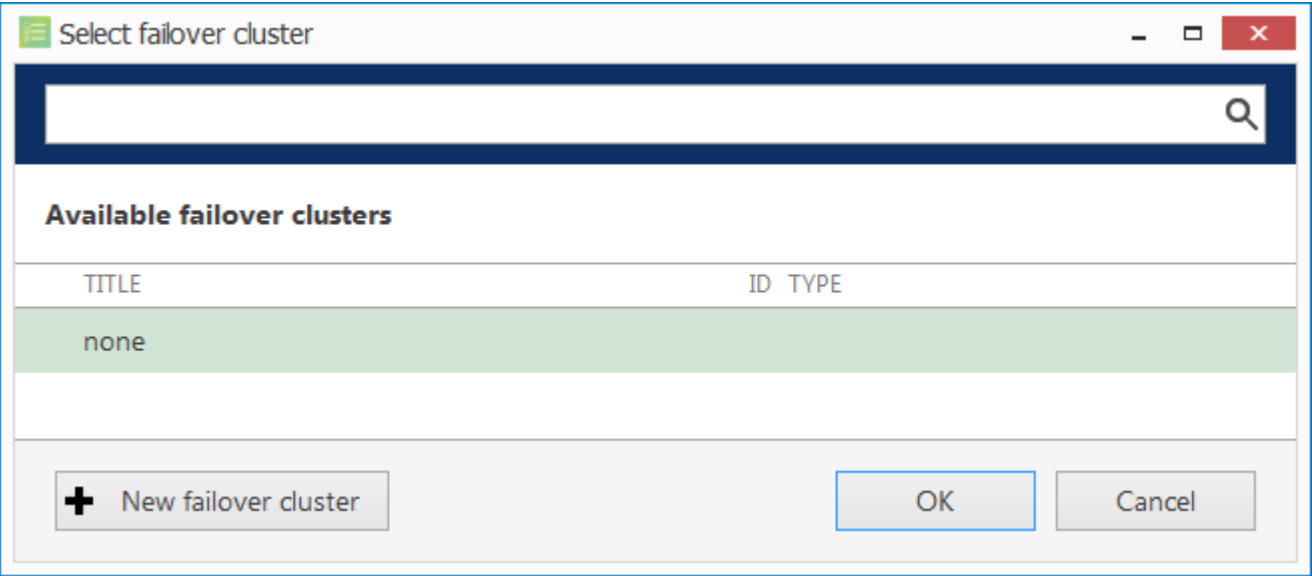 Select failover cluster
Available failover clusters
TITLE ID TYPE
none
New failover cluster OK Cancel